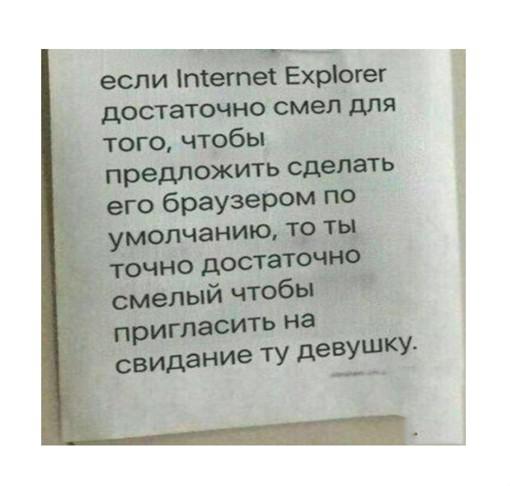 если Internet Explorer
достаточно смел для
того, чтобы
предложить сделать
его браузером по
умолчанию, то ты
точно достаточно
смелый чтобы
пригласить на
свидание ту девушку.